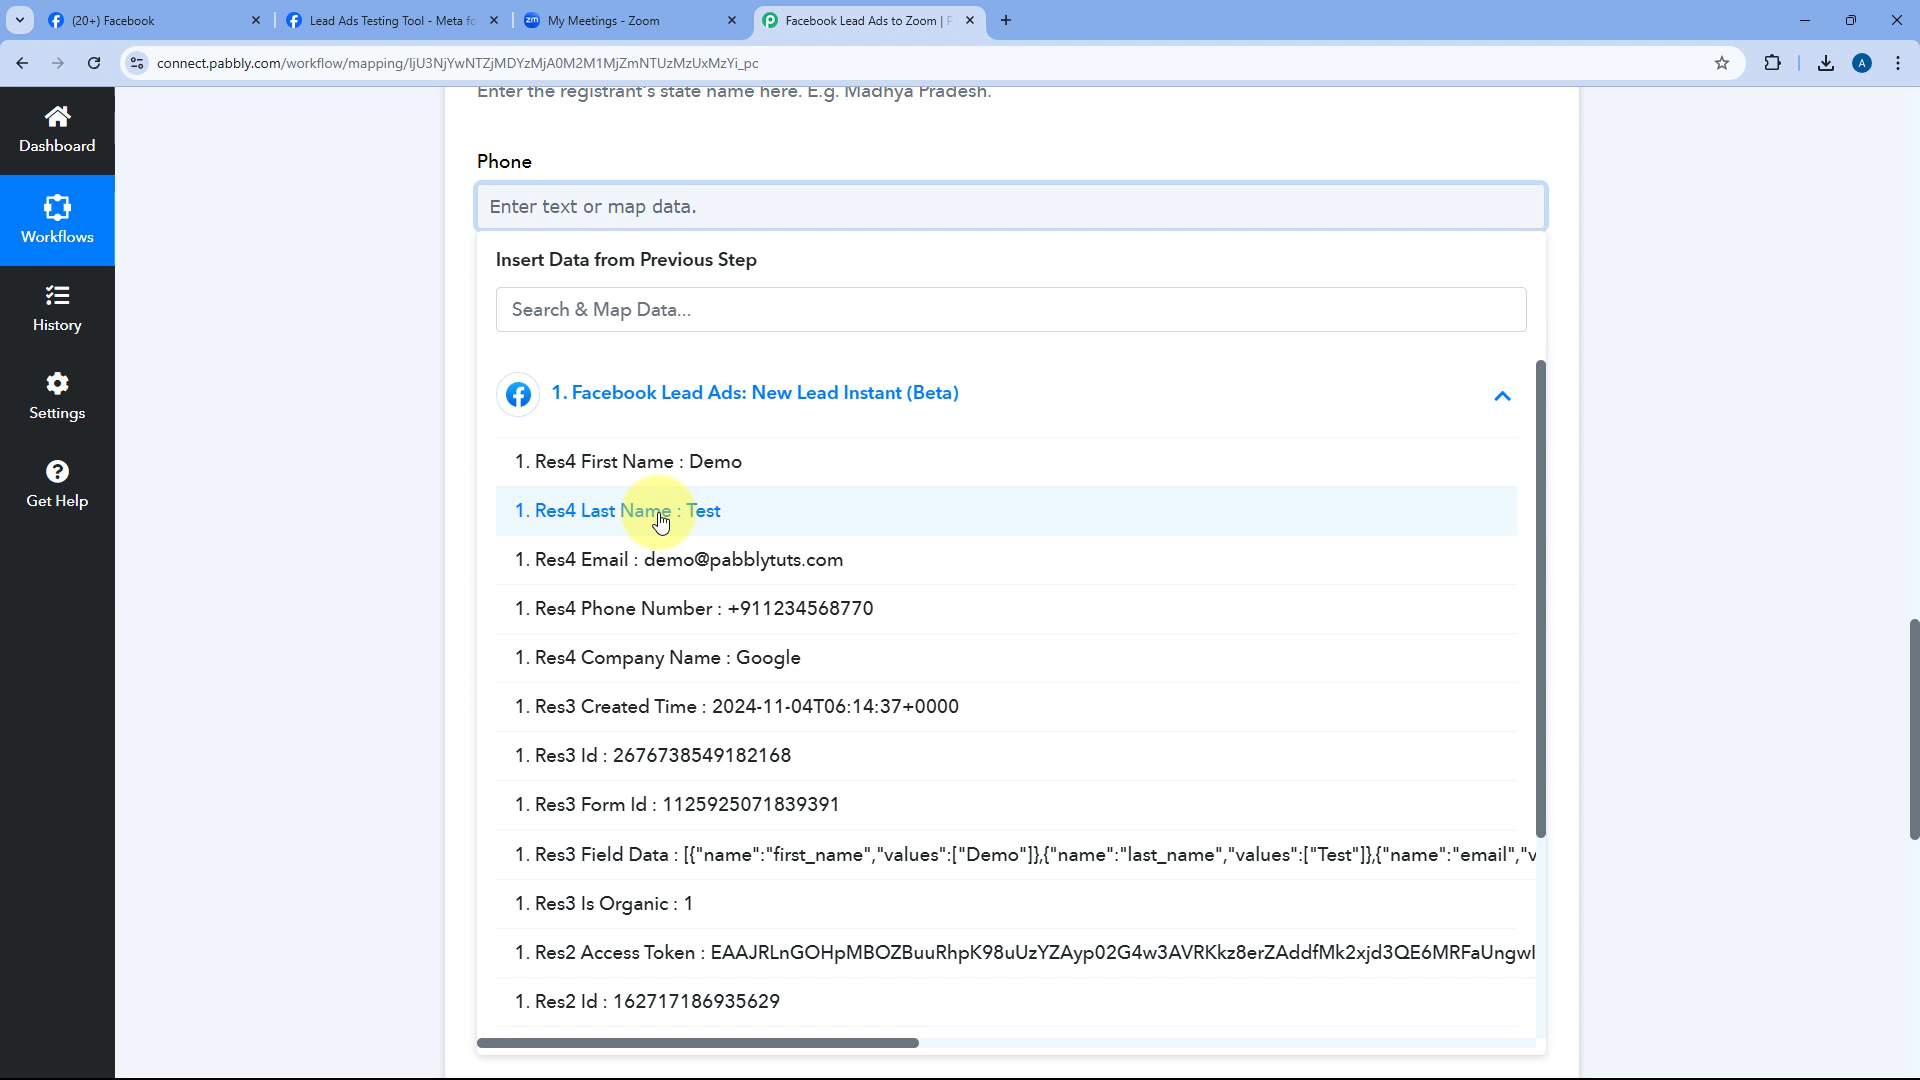 (20+) Facebook
Lead Ads Testing Tool - Meta fo
zm
My Meetings - Zoom
Facebook Lead Ads to Zoom | P
connect.pabbly.com/workflow/mapping/IjU3NjYwNTZjMDYzMjA0M2M1MjZmNTUzMzUxMzYi_pc
A
Dashboard
Workflows
History
Settings
Get Help
Enter the registrant's state name here. E.g. Madhya Pradesh.
Phone
Enter text or map data.
Insert Data from Previous Step
Search & Map Data...
1. Facebook Lead Ads: New Lead Instant (Beta)
1. Res4 First Name : Demo
1. Res4 Last Name : Test
1. Res4 Email : demo@pabblytuts.com
1. Res4 Phone Number : +911234568770
1. Res4 Company Name : Google
1. Res3 Created Time : 2024-11-04T06:14:37+0000
1. Res3 Id : 2676738549182168
1. Res3 Form Id : 1125925071839391
1. Res3 Field Data : [{"name":"first_name","values":["Demo"]},{"name":"last_name","values":["Test"]},{"name":"email","v
1. Res3 Is Organic : 1
1. Res2 Access Token : EAAJRLnGOHpMBOZBuuRhpK98uUzYZAyp02G4w3AVRKkz8erZAddfMk2xjd3QE6MRFaUngwl
1. Res2 Id : 162717186935629